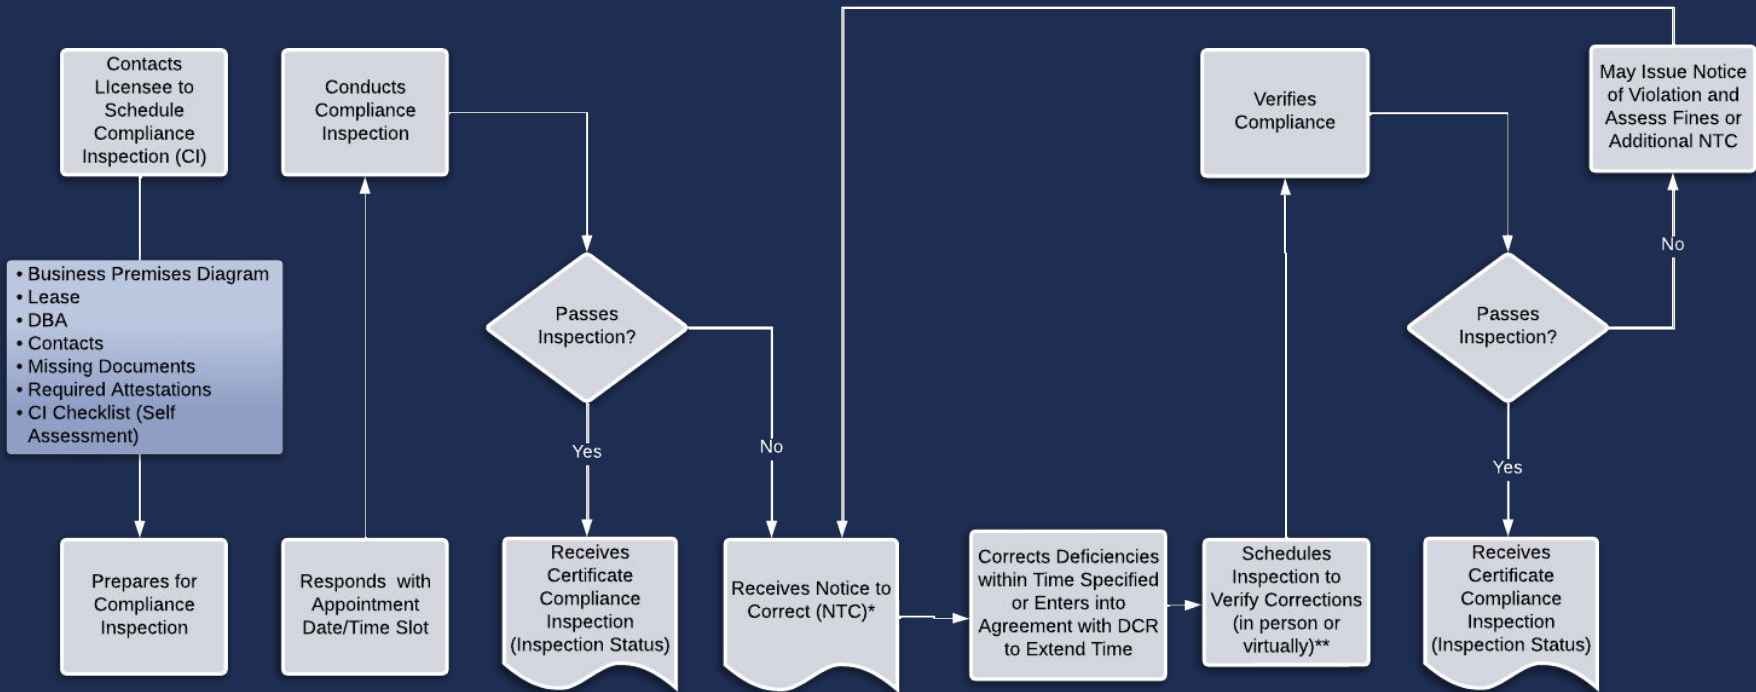 Contacts
LIcensee to
Schedule
Compliance
Inspection (CI)
• Business Premises Diagram
• Lease
• DBA
• Contacts
• Missing Documents
• Required Attestations
• CI Checklist (Self
Assessment)
Prepares for
Compliance
Inspection
Conducts
Compliance
Inspection
Responds with
Appointment
Date/Time Slot
Passes
Inspection?
Yes
No
Receives
Certificate
Compliance
Inspection
(Inspection Status)
Receives Notice to
Correct (NTC)*
Corrects Deficiencies
within Time Specified
or Enters into
Agreement with DCR
to Extend Time
Schedules
Inspection to
Verify Corrections
(in person or
virtually)**
Verifies
Compliance
Passes
Inspection?
Yes
No
Receives
Certificate
Compliance
Inspection
(Inspection Status)
May Issue Notice
of Violation and
Assess Fines or
Additional NTC